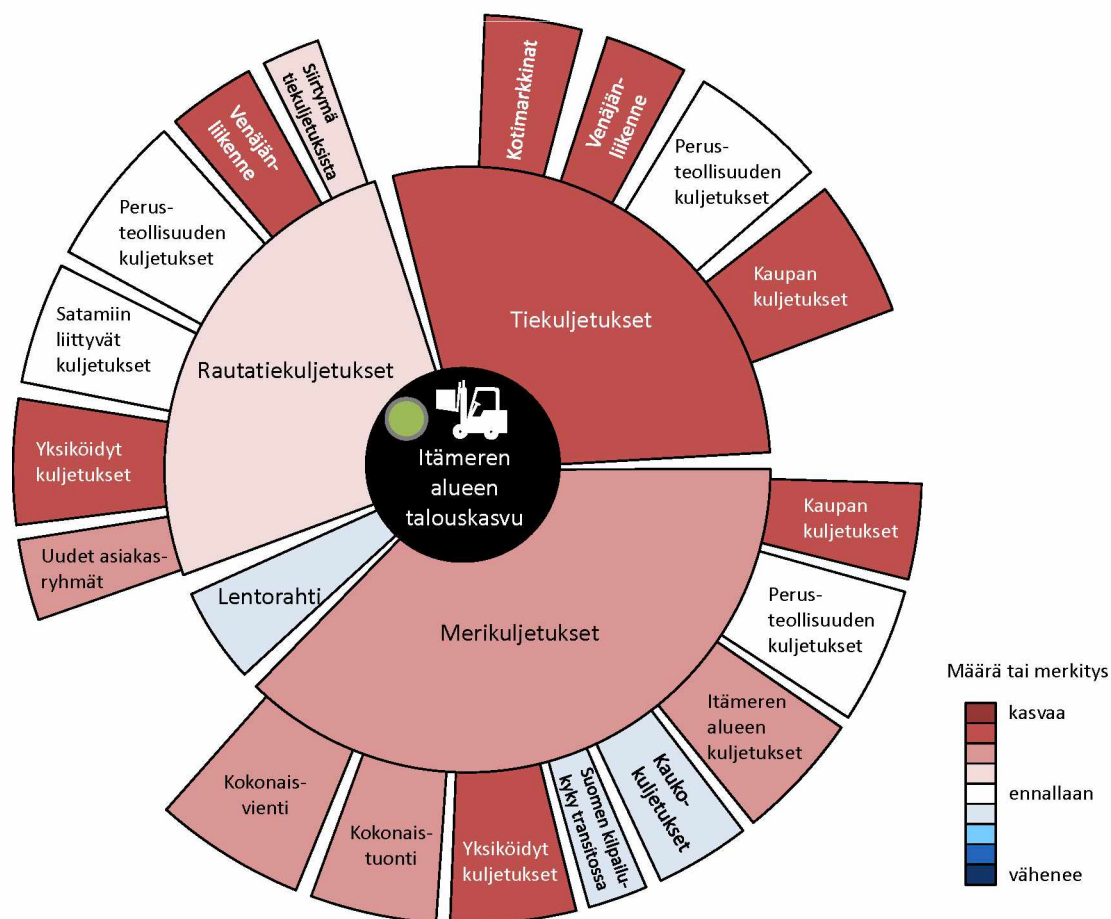 Itämeren
alueen
talouskasvu
Tiekuljetukset
Kotimarkkinat
Venäjän-
liikenne
Perus-
teollisuuden
kuljetukset
Kaupan
kuljetukset
Merikuljetukset
Kaupan
kuljetukset
Perus-
teollisuuden
kuljetukset
Itämeren
alueen
kuljetukset
Kauko-
kuljetukset
Suomen kilpailu-
kyky transitossa
Yksiköidyt
kuljetukset
Kokonais-
tuonti
Kokonais-
vienti
Lentorahti
Rautatiekuljetukset
Uudet asiakas-
ryhmät
Yksiköidyt
kuljetukset
Satamiin
liittyvät
kuljetukset
Perus-
teollisuuden
kuljetukset
Venäjän-
liikenne
Siirtymä
tiekuljetuksista
Määrä tai merkitys
kasvaa
ennallaan
vähenee